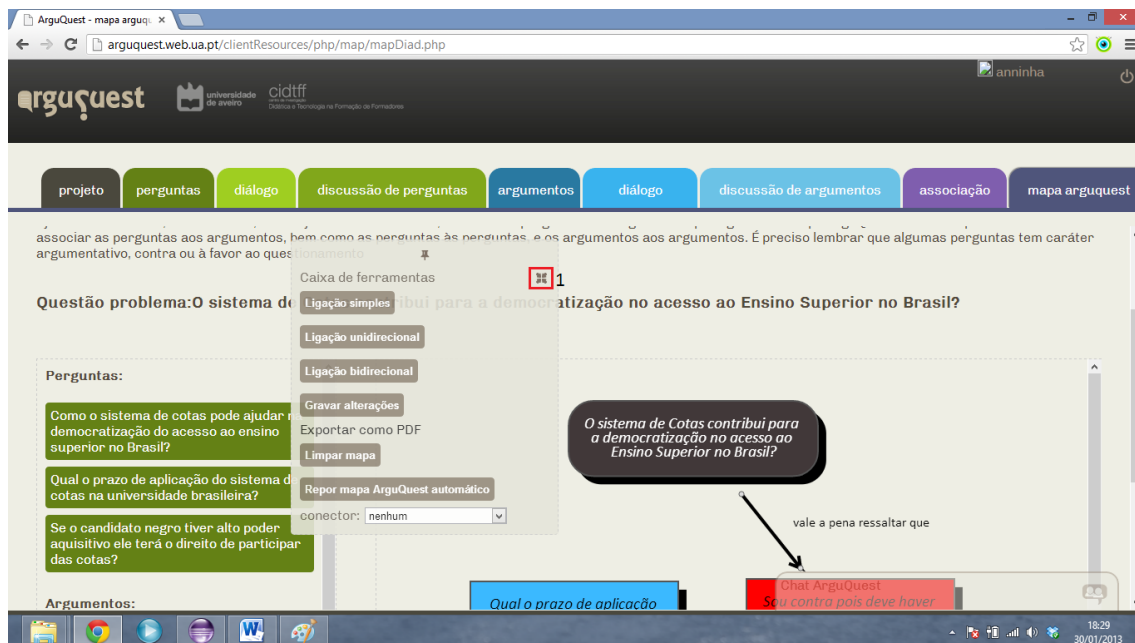 ArguQuest - mapa arguqu
arguquest.web.ua.pt/clientResources/php/map/mapDiad.php
anninha
arguquest
universidade
de aveiro
cidtff
centro de investigação
Didática e Tecnologia na Formação de Formadores
projeto
perguntas
diálogo
discussão de perguntas
argumentos
diálogo
discussão de argumentos
associação
mapa arguquest
associar as perguntas aos argumentos, bem como as perguntas às perguntas, e os argumentos aos argumentos. É preciso lembrar que algumas perguntas tem caráter
argumentativo, contra ou à favor ao questionamento
Caixa de ferramentas
1
Questão problema:O sistema de contribui para a democratização no acesso ao Ensino Superior no Brasil?
Ligação simples
Ligação unidirecional
Ligação bidirecional
Gravar alterações
Exportar como PDF
Limpar mapa
Repor mapa ArguQuest automático
conector: nenhum
Perguntas:
Como o sistema de cotas pode ajudar
democratização do acesso ao ensino
superior no Brasil?
Qual o prazo de aplicação do sistema d
cotas na universidade brasileira?
Se o candidato negro tiver alto poder
aquisitivo ele terá o direito de participar
das cotas?
Argumentos:
O sistema de Cotas contribui para
a democratização no acesso ao
Ensino Superior no Brasil?
vale a pena ressaltar que
Qual o prazo de aplicação
Chat ArguQuest
Sou contra pois deve haver
18:29
30/01/2013